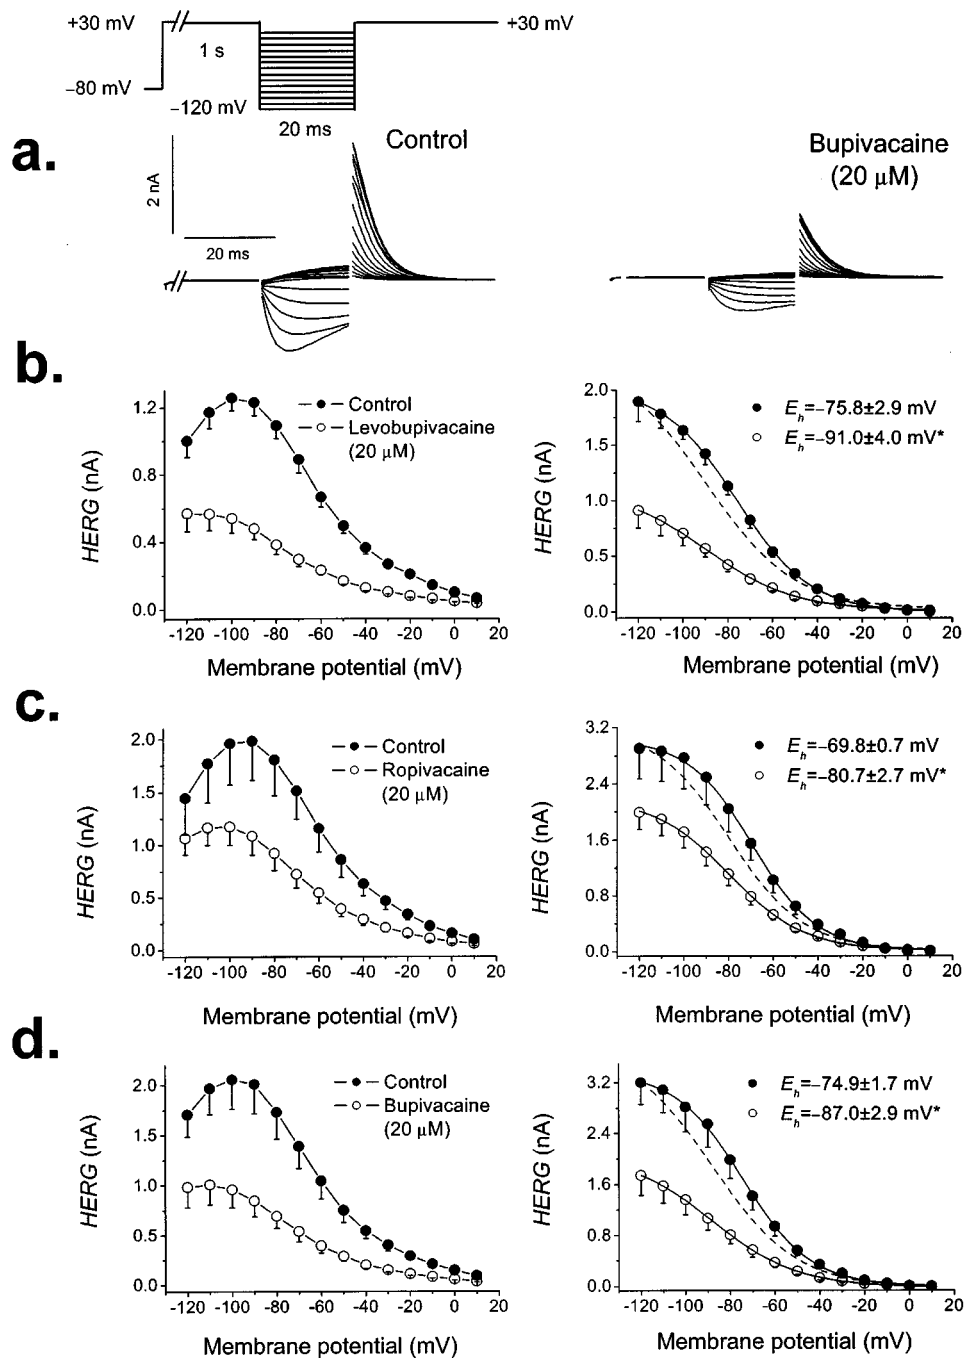 +30 mV
+30 mV
1 s
−80 mV
−120 mV
20 ms
a.
Control
Bupivacaine
(20 μM)
2 nA
20 ms
b.
HERG (nA)
1.2
0.8
0.4
0.0
Control
Levobupivacaine
(20 μM)
-120 -100 -80 -60 -40 -20 0 20
Membrane potential (mV)
HERG (nA)
2.0
1.5
1.0
0.5
0.0
Eh=−75.8±2.9 mV
Eh=−91.0±4.0 mV*
-120 -100 -80 -60 -40 -20 0 20
Membrane potential (mV)
c.
HERG (nA)
2.0
1.5
1.0
0.5
0.0
Control
Ropivacaine
(20 μM)
-120 -100 -80 -60 -40 -20 0 20
Membrane potential (mV)
HERG (nA)
3.2
2.4
1.6
0.8
0.0
Eh=−69.8±0.7 mV
Eh=−80.7±2.7 mV*
-120 -100 -80 -60 -40 -20 0 20
Membrane potential (mV)
d.
HERG (nA)
2.0
1.5
1.0
0.5
0.0
Control
Bupivacaine
(20 μM)
-120 -100 -80 -60 -40 -20 0 20
Membrane potential (mV)
HERG (nA)
3.2
2.4
1.6
0.8
0.0
Eh=−74.9±1.7 mV
Eh=−87.0±2.9 mV*
-120 -100 -80 -60 -40 -20 0 20
Membrane potential (mV)